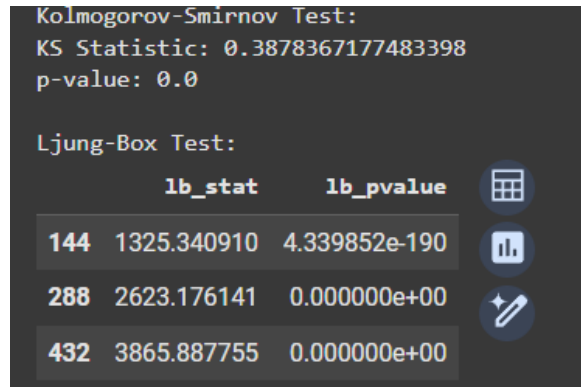 Kolmogorov-Smirnov Test:
KS Statistic: 0.3878367177483398
p-value: 0.0
Ljung-Box Test:
lb_stat lb_pvalue
144 1325.340910 4.339852e-190
288 2623.176141 0.000000e+00
432 3865.887755 0.000000e+00